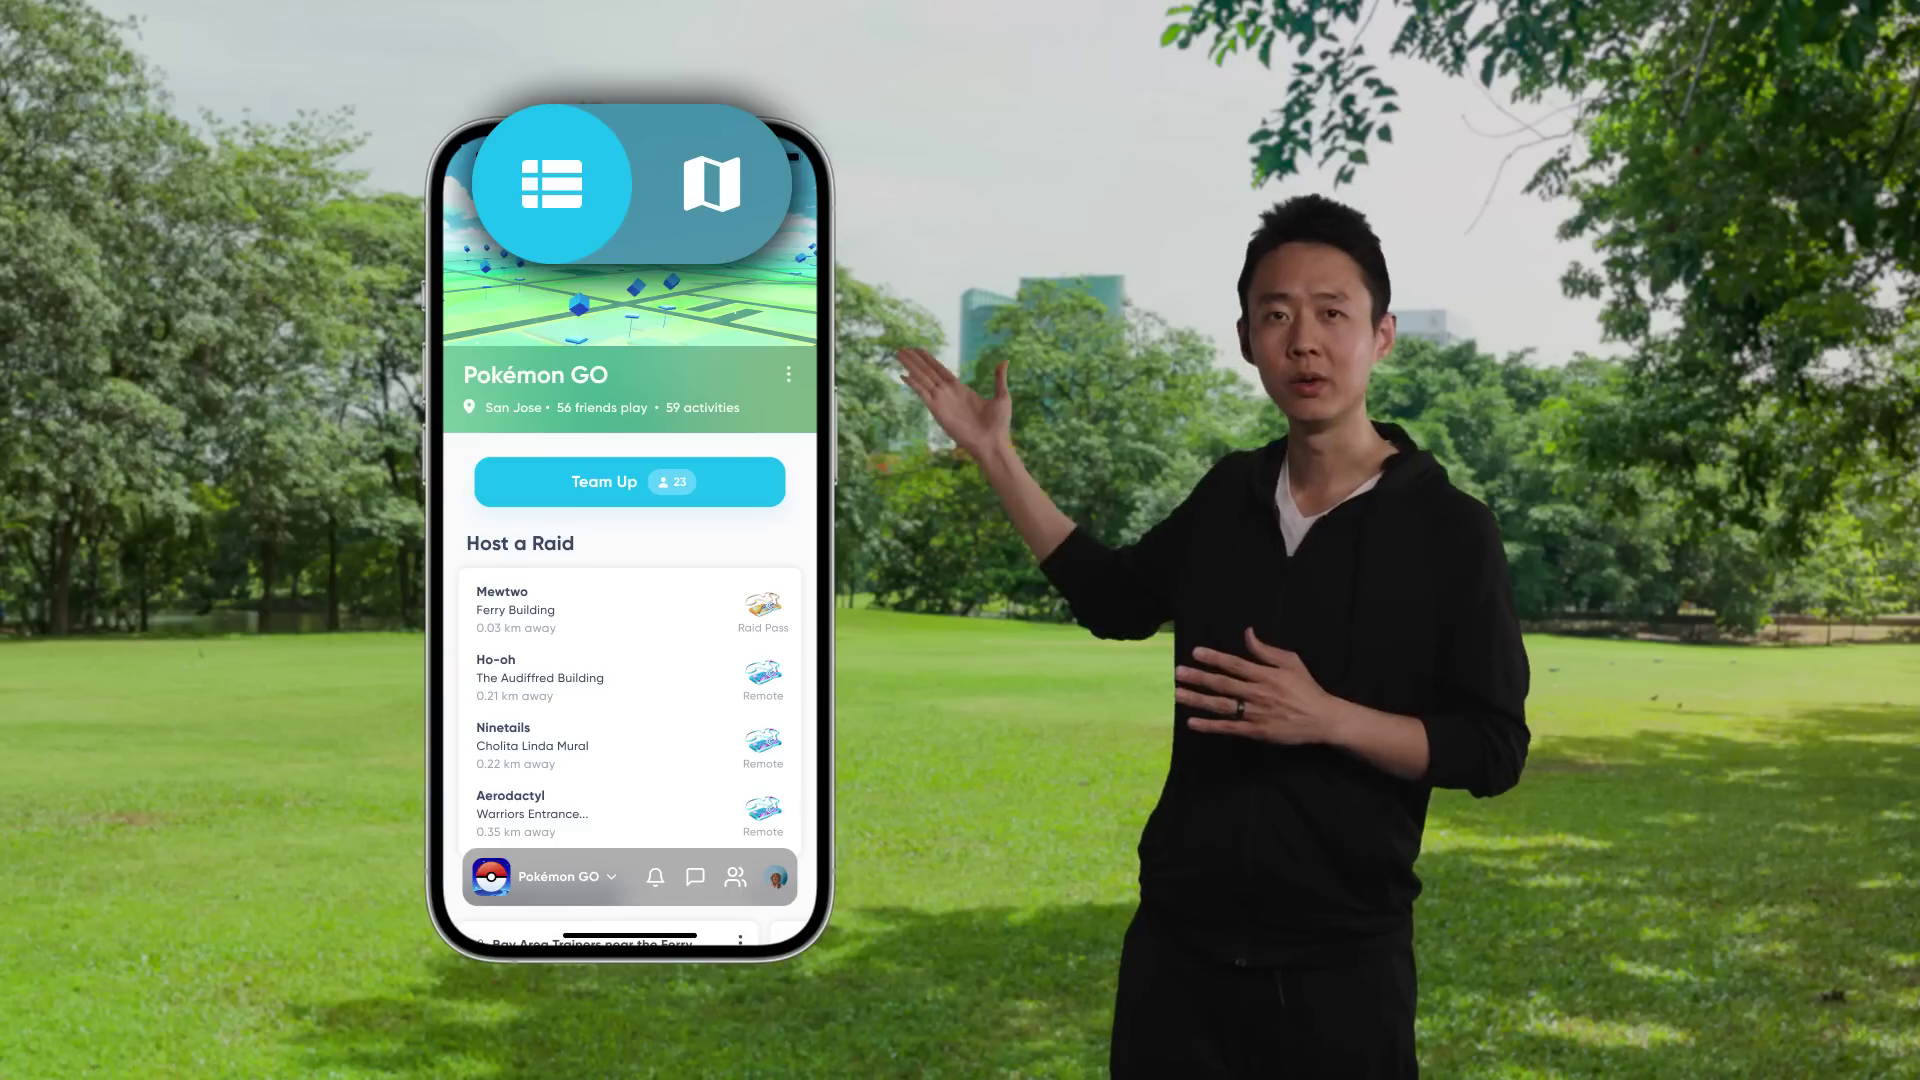 Pokémon GO
San Jose • 56 friends play • 59 activities
Team Up 23
Host a Raid
Mewtwo
Ferry Building
0.03 km away
Raid Pass
Ho-oh
The Audiffred Building
0.21 km away
Remote
Ninetails
Cholita Linda Mural
0.22 km away
Remote
Aerodactyl
Warriors Entrance...
0.35 km away
Remote
Pokémon GO
Bay Area Trainers near the Ferry